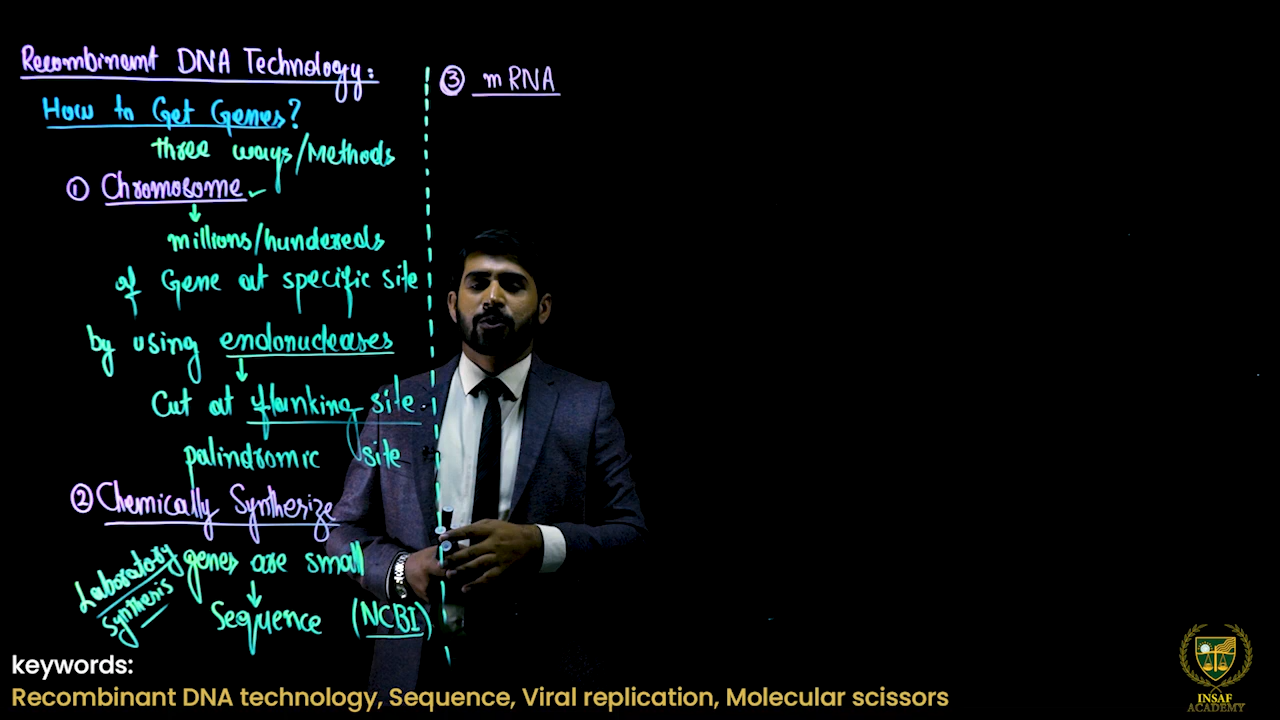 Recombinant DNA Technology:
How to Get Genes?
three ways/Methods
① Chromosome ✓
↓
millions/hundereds
of Gene at specific site
by using endonucleases
↓
Cut at flanking site.
palindromic site
② Chemically Synthesize
Laboratory Synthesis
genes are small
↓
Sequence (NCBI)
③ mRNA
keywords:
Recombinant DNA technology, Sequence, Viral replication, Molecular scissors
INSAF
ACADEMY